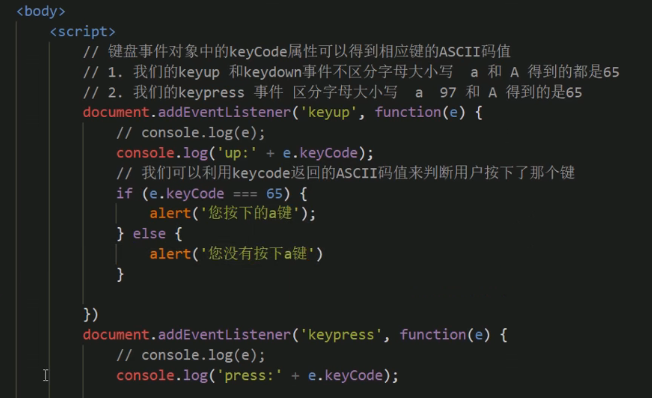 <body>
<script>
// 键盘事件对象中的keyCode属性可以得到相应键的ASCII码值
// 1. 我们的keyup 和keydown事件不区分字母大小写  a 和 A 得到的都是65
// 2. 我们的keypress 事件 区分字母大小写  a  97 和 A 得到的是65
document.addEventListener('keyup', function(e) {
// console.log(e);
console.log('up:' + e.keyCode);
// 我们可以利用keycode返回的ASCII码值来判断用户按下了那个键
if (e.keyCode === 65) {
alert('您按下的a键');
} else {
alert('您没有按下a键')
}
})
document.addEventListener('keypress', function(e) {
// console.log(e);
console.log('press:' + e.keyCode);